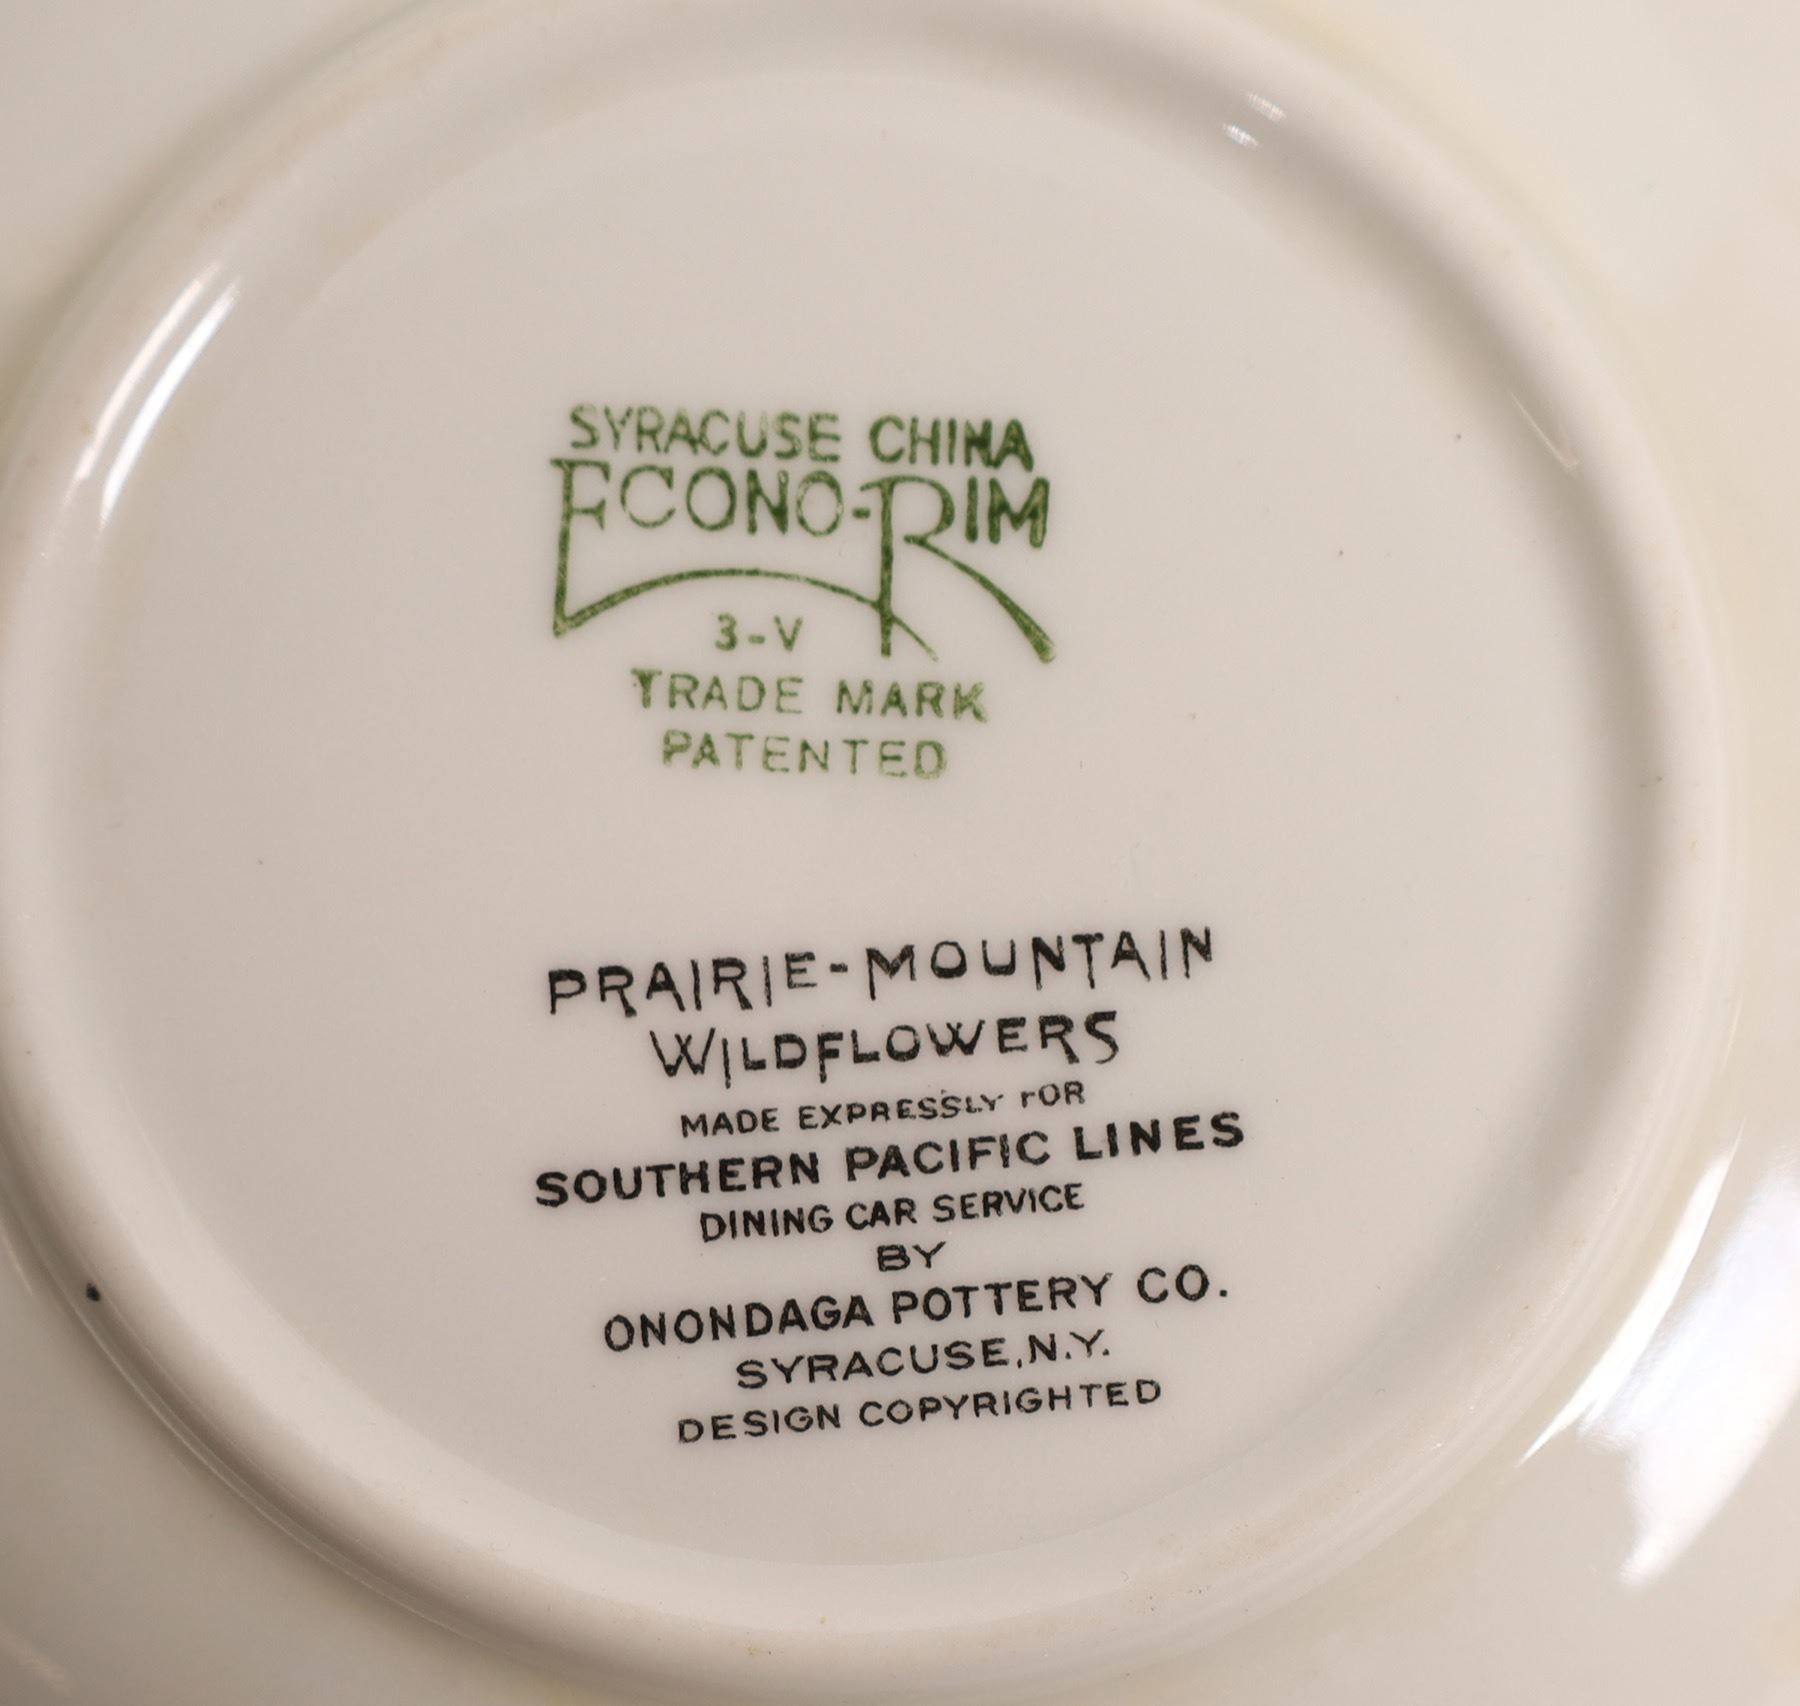 SYRACUSE CHINA
ECONO-RIM
3-V
TRADE MARK
PATENTED
PRAIRIE-MOUNTAIN
WILDFLOWERS
MADE EXPRESSLY FOR
SOUTHERN PACIFIC LINES
DINING CAR SERVICE
BY
ONONDAGA POTTERY CO.
SYRACUSE, N.Y.
DESIGN COPYRIGHTED